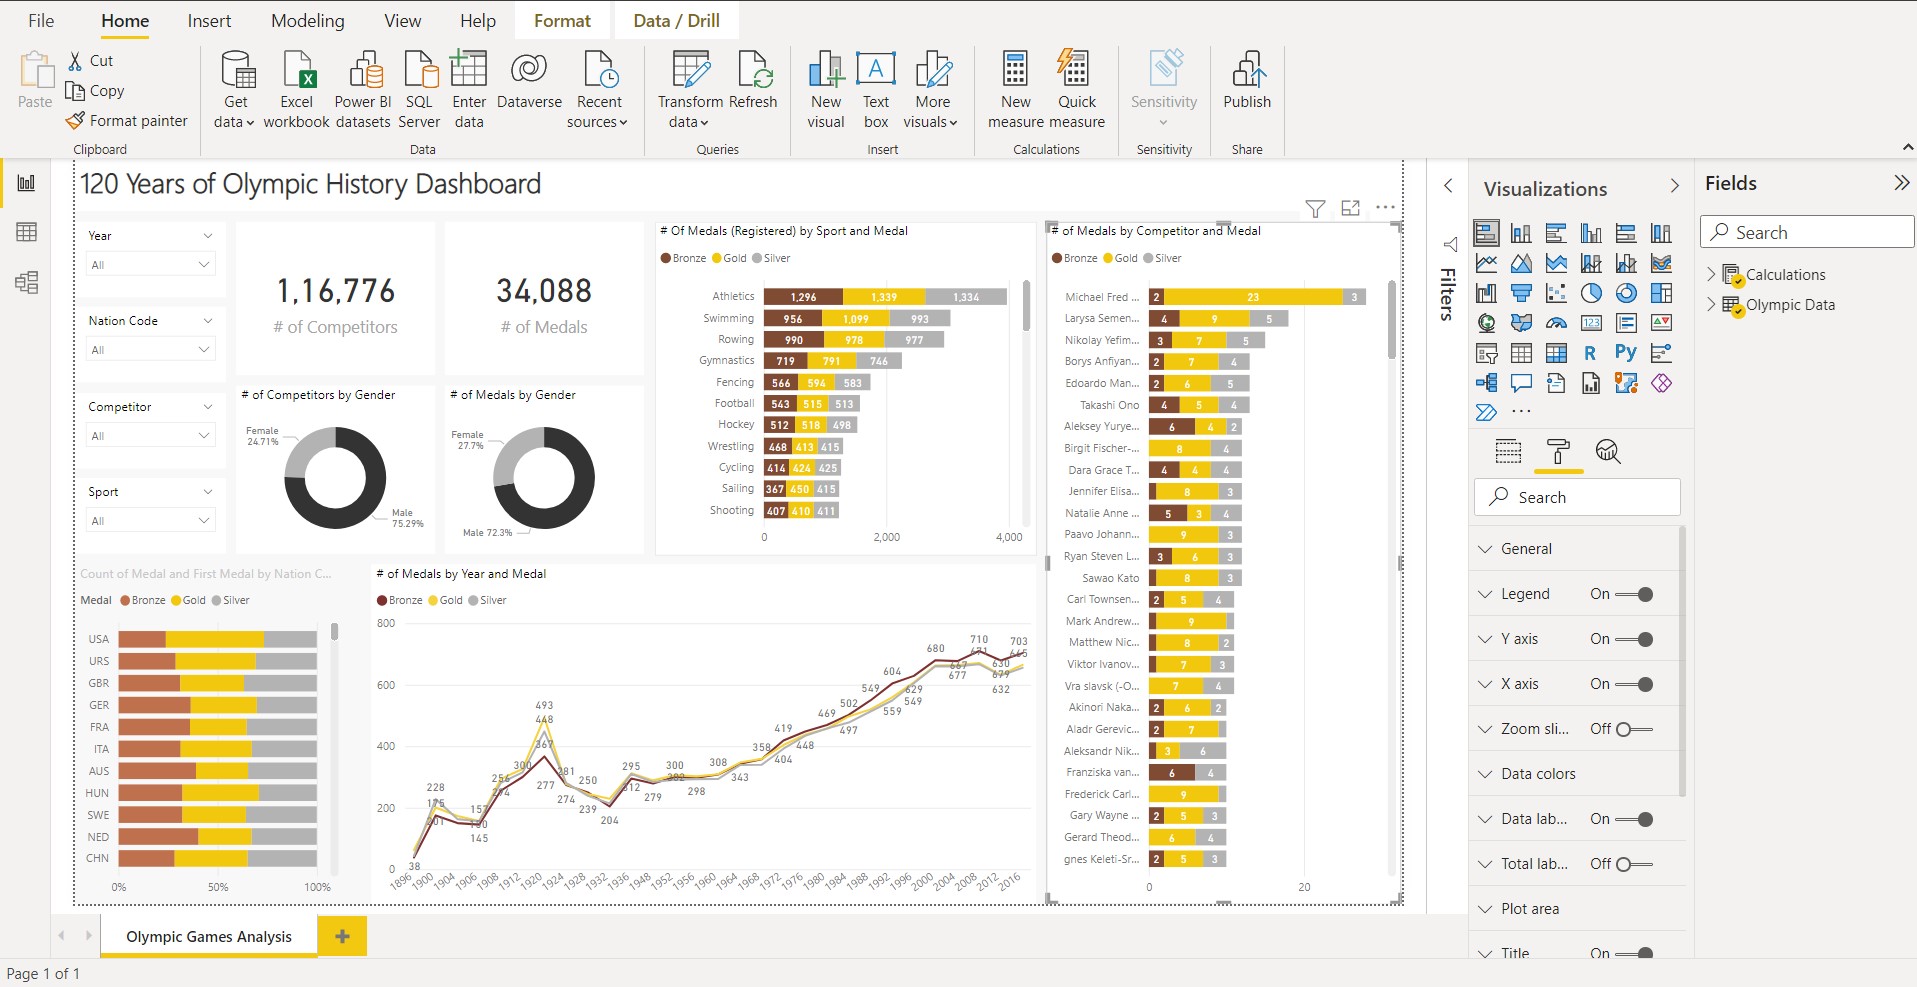 File Home Insert Modeling View Help Format Data / Drill
Paste
Cut
Copy
Format painter
Clipboard
Get data
Excel workbook
Power BI datasets
SQL Server
Enter data
Dataverse
Recent sources
Data
Transform data
Refresh
Queries
New visual
Text box
More visuals
Insert
New measure
Quick measure
Calculations
Sensitivity
Sensitivity
Publish
Share
120 Years of Olympic History Dashboard
Year
All
Nation Code
All
Competitor
All
Sport
All
1,16,776
# of Competitors
34,088
# of Medals
# of Competitors by Gender
Female
24.71%
Male
75.29%
# of Medals by Gender
Female
27.7%
Male 72.3%
# Of Medals (Registered) by Sport and Medal
Bronze Gold Silver
Athletics 1,296 1,339 1,334
Swimming 956 1,099 993
Rowing 990 978 977
Gymnastics 719 791 746
Fencing 566 594 583
Football 543 515 513
Hockey 512 518 498
Wrestling 468 413 415
Cycling 414 424 425
Sailing 367 450 415
Shooting 407 410 411
0 2,000 4,000
# of Medals by Competitor and Medal
Bronze Gold Silver
Michael Fred ... 2 23 3
Larysa Semen... 4 9 5
Nikolay Yefim... 3 7 5
Borys Anfiyan... 2 7 4
Edoardo Man... 2 6 5
Takashi Ono 4 5 4
Aleksey Yurye... 6 4 2
Birgit Fischer-... 8 4
Dara Grace T... 4 4 4
Jennifer Elisa... 8 3
Natalie Anne ... 5 3 4
Paavo Johann... 9 3
Ryan Steven L... 3 6 3
Sawao Kato 8 3
Carl Townsen... 2 5 4
Mark Andrew... 9
Matthew Nic... 8 2
Viktor Ivanov... 7 3
Vra slavsk (-O... 7 4
Akinori Naka... 2 6 2
Aladr Gerevic... 2 7
Aleksandr Nik... 3 6
Franziska van... 6 4
Frederick Carl... 9
Gary Wayne ... 2 5 3
Gerard Theod... 6 4
gnes Keleti-Sr... 2 5 3
0 20
Count of Medal and First Medal by Nation C...
Medal Bronze Gold Silver
USA
URS
GBR
GER
FRA
ITA
AUS
HUN
SWE
NED
CHN
0% 50% 100%
# of Medals by Year and Medal
Bronze Gold Silver
800
600
400
200
0
38 228 175 201 145 300 493 448 367 277 281 274 250 239 204 295 312 279 300 298 308 343 358 419 404 448 469 502 497 549 559 604 629 549 680 677 710 630 632 703
1896 1900 1904 1906 1908 1912 1920 1924 1928 1932 1936 1948 1952 1956 1960 1964 1968 1972 1976 1980 1984 1988 1992 1996 2000 2004 2008 2012 2016
Filters
Visualizations
123
R
Py
Search
General
Legend On
Y axis On
X axis On
Zoom sli... Off
Data colors
Data lab... On
Total lab... Off
Plot area
Title On
Fields
Search
Calculations
Olympic Data
Olympic Games Analysis
Page 1 of 1